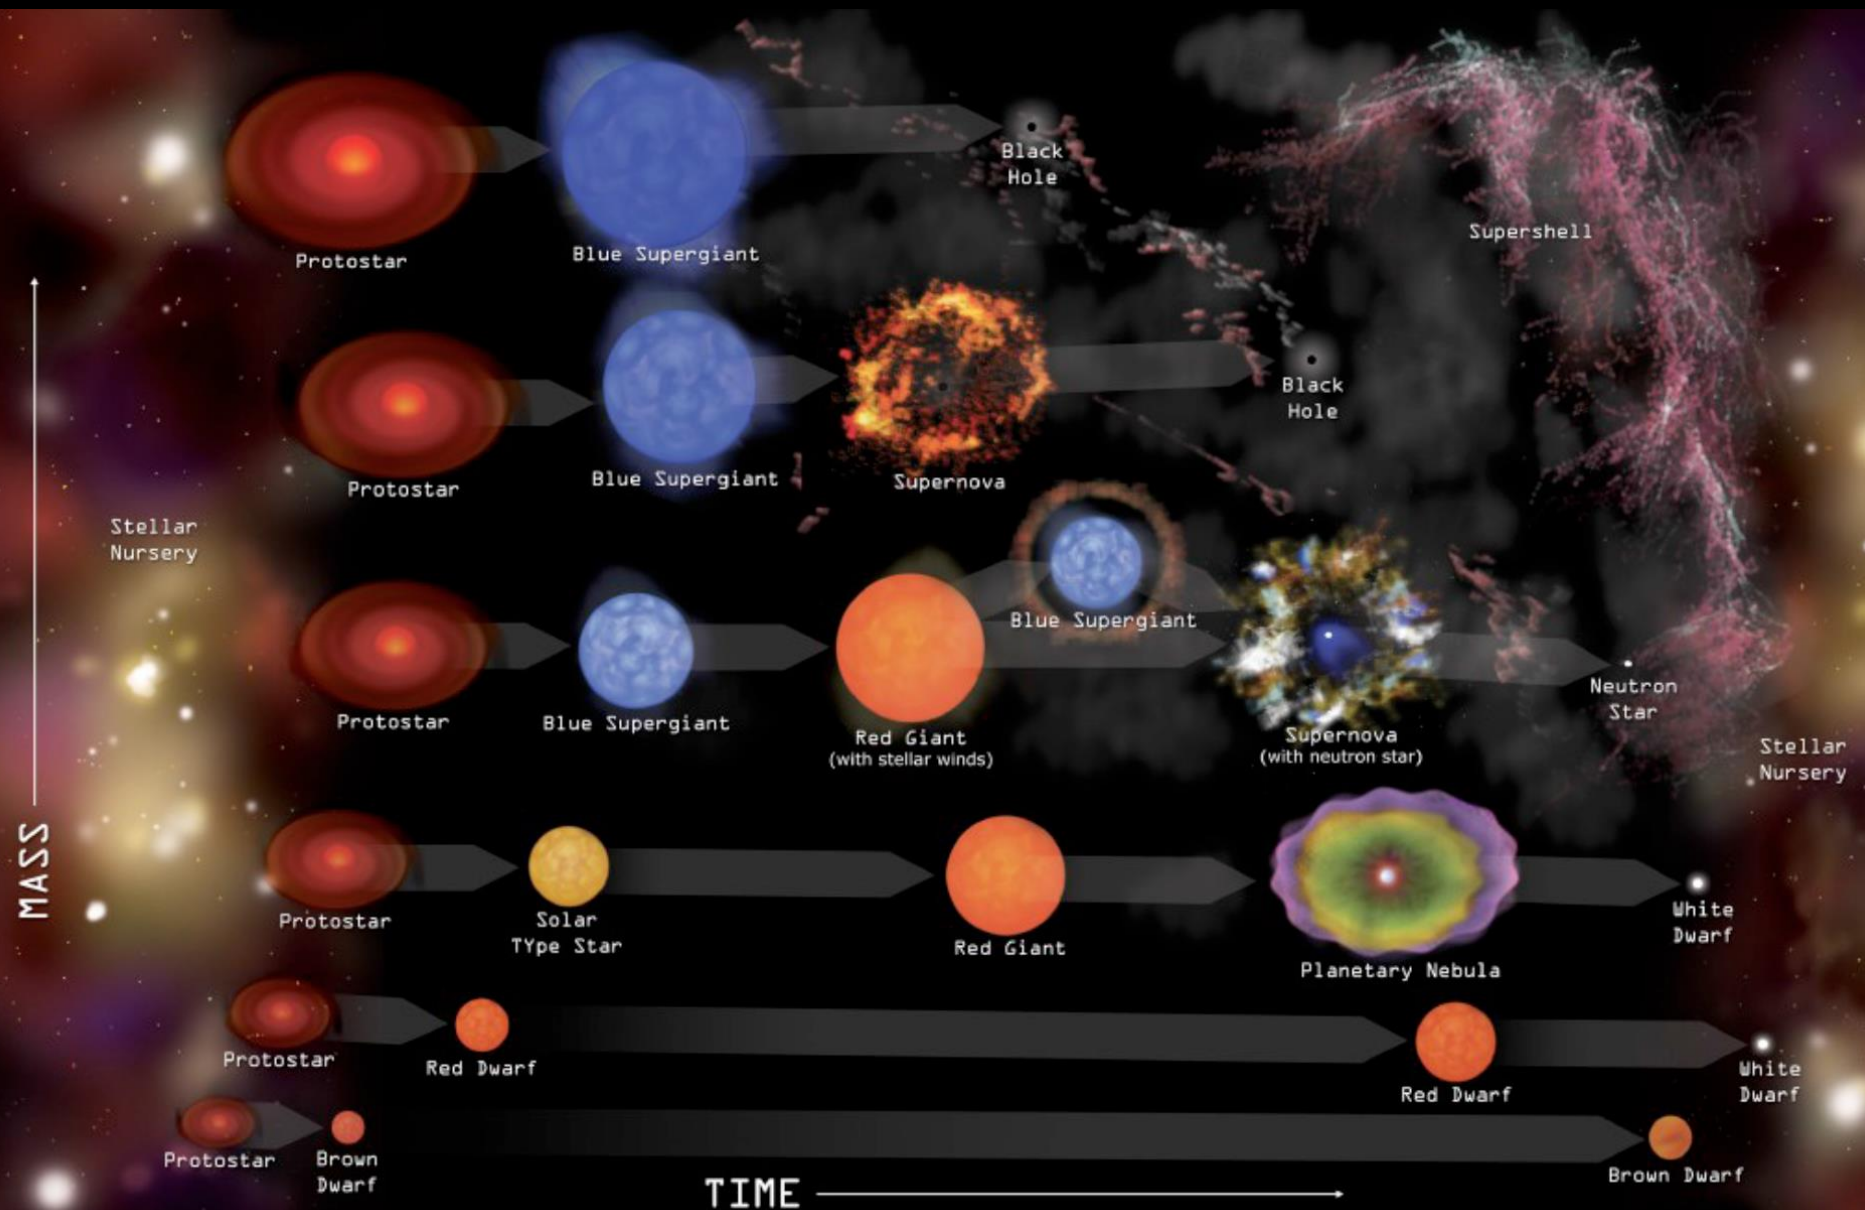 Protostar
Blue Supergiant
Black
Hole
Supershell
Protostar
Blue Supergiant
Supernova
Black
Hole
Stellar
Nursery
Protostar
Blue Supergiant
Red Giant
(with stellar winds)
Blue Supergiant
Supernova
(with neutron star)
Neutron
Star
Stellar
Nursery
MASS
Protostar
Solar
TYpe Star
Red Giant
Planetary Nebula
White
Dwarf
Protostar
Red Dwarf
Red Dwarf
White
Dwarf
Protostar
Brown
Dwarf
Brown Dwarf
TIME